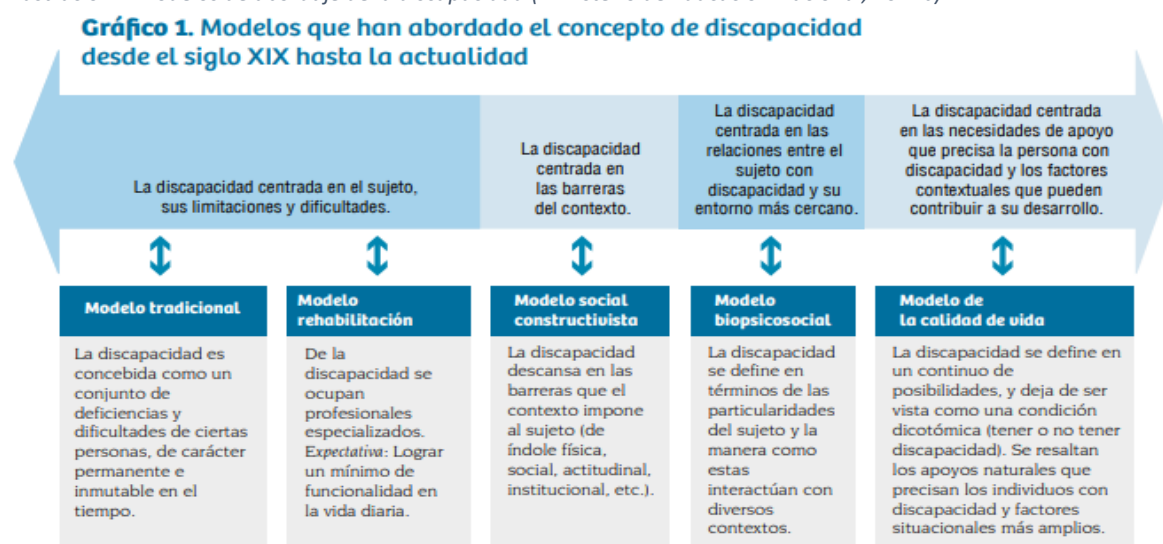 Gráfico 1. Modelos que han abordado el concepto de discapacidad
desde el siglo XIX hasta la actualidad
La discapacidad centrada en el sujeto,
sus limitaciones y dificultades.
La discapacidad
centrada en
las barreras
del contexto.
La discapacidad
centrada en las
relaciones entre el
sujeto con
discapacidad y su
entorno más cercano.
La discapacidad centrada
en las necesidades de apoyo
que precisa la persona con
discapacidad y los factores
contextuales que pueden
contribuir a su desarrollo.
Modelo tradicional
La discapacidad es
concebida como un
conjunto de
deficiencias y
dificultades de ciertas
personas, de carácter
permanente e
inmutable en el
tiempo.
Modelo
rehabilitación
De la
discapacidad se
ocupan
profesionales
especializados.
Expectativa: Lograr
un mínimo de
funcionalidad en
la vida diaria.
Modelo social
constructivista
La discapacidad
descansa en las
barreras que el
contexto impone
al sujeto (de
índole física,
social, actitudinal,
institucional, etc.).
Modelo
biopsicosocial
La discapacidad
se define en
términos de las
particularidades
del sujeto y la
manera como
estas
interactúan con
diversos
contextos.
Modelo de
la calidad de vida
La discapacidad se define en
un continuo de
posibilidades, y deja de ser
vista como una condición
dicotómica (tener o no tener
discapacidad). Se resaltan
los apoyos naturales que
precisan los individuos con
discapacidad y factores
situacionales más amplios.